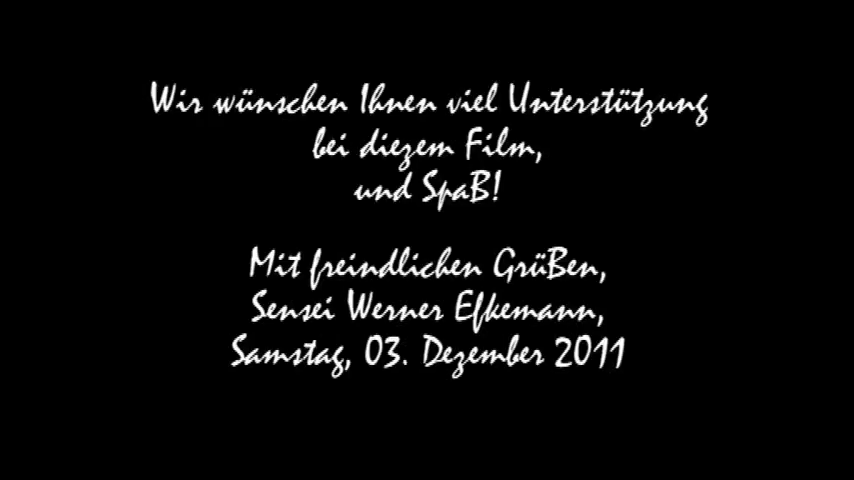 Wir wünschen Ihnen viel Unterstützung
bei diezem Film,
und SpaB!
Mit freindlichen GrüBen,
Sensei Werner Efkemann,
Samstag, 03. Dezember 2011